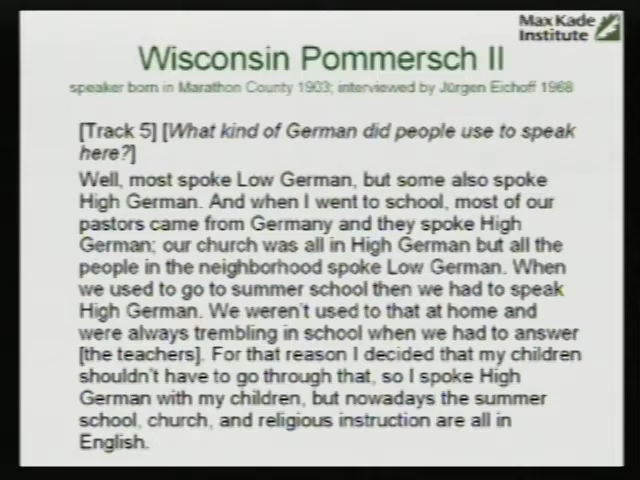 Max Kade
Institute
Wisconsin Pommersch II
speaker born in Marathon County 1903; interviewed by Jürgen Eichoff 1968
[Track 5] [What kind of German did people use to speak
here?]
Well, most spoke Low German, but some also spoke
High German. And when I went to school, most of our
pastors came from Germany and they spoke High
German; our church was all in High German but all the
people in the neighborhood spoke Low German. When
we used to go to summer school then we had to speak
High German. We weren't used to that at home and
were always trembling in school when we had to answer
[the teachers]. For that reason I decided that my children
shouldn't have to go through that, so I spoke High
German with my children, but nowadays the summer
school, church, and religious instruction are all in
English.